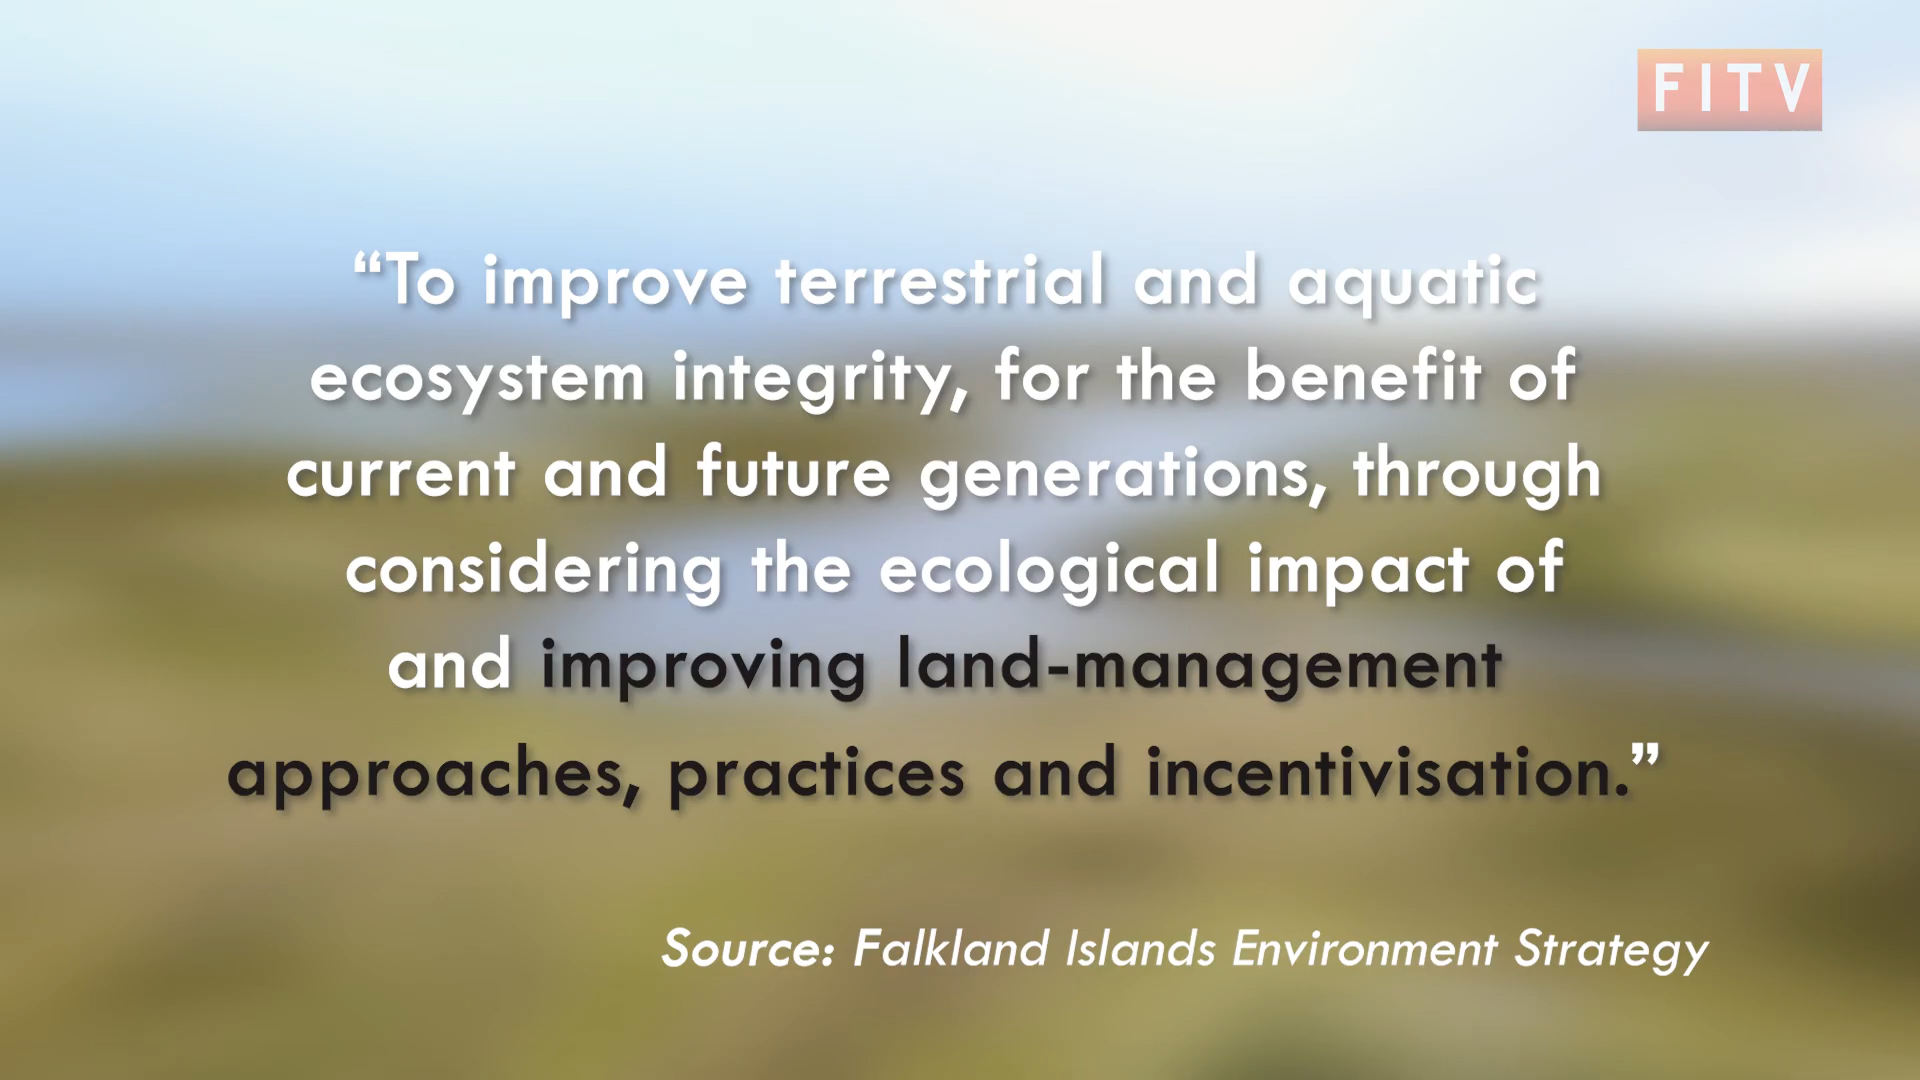 FITV
“To improve terrestrial and aquatic
ecosystem integrity, for the benefit of
current and future generations, through
considering the ecological impact of
and improving land-management
approaches, practices and incentivisation.”
Source: Falkland Islands Environment Strategy